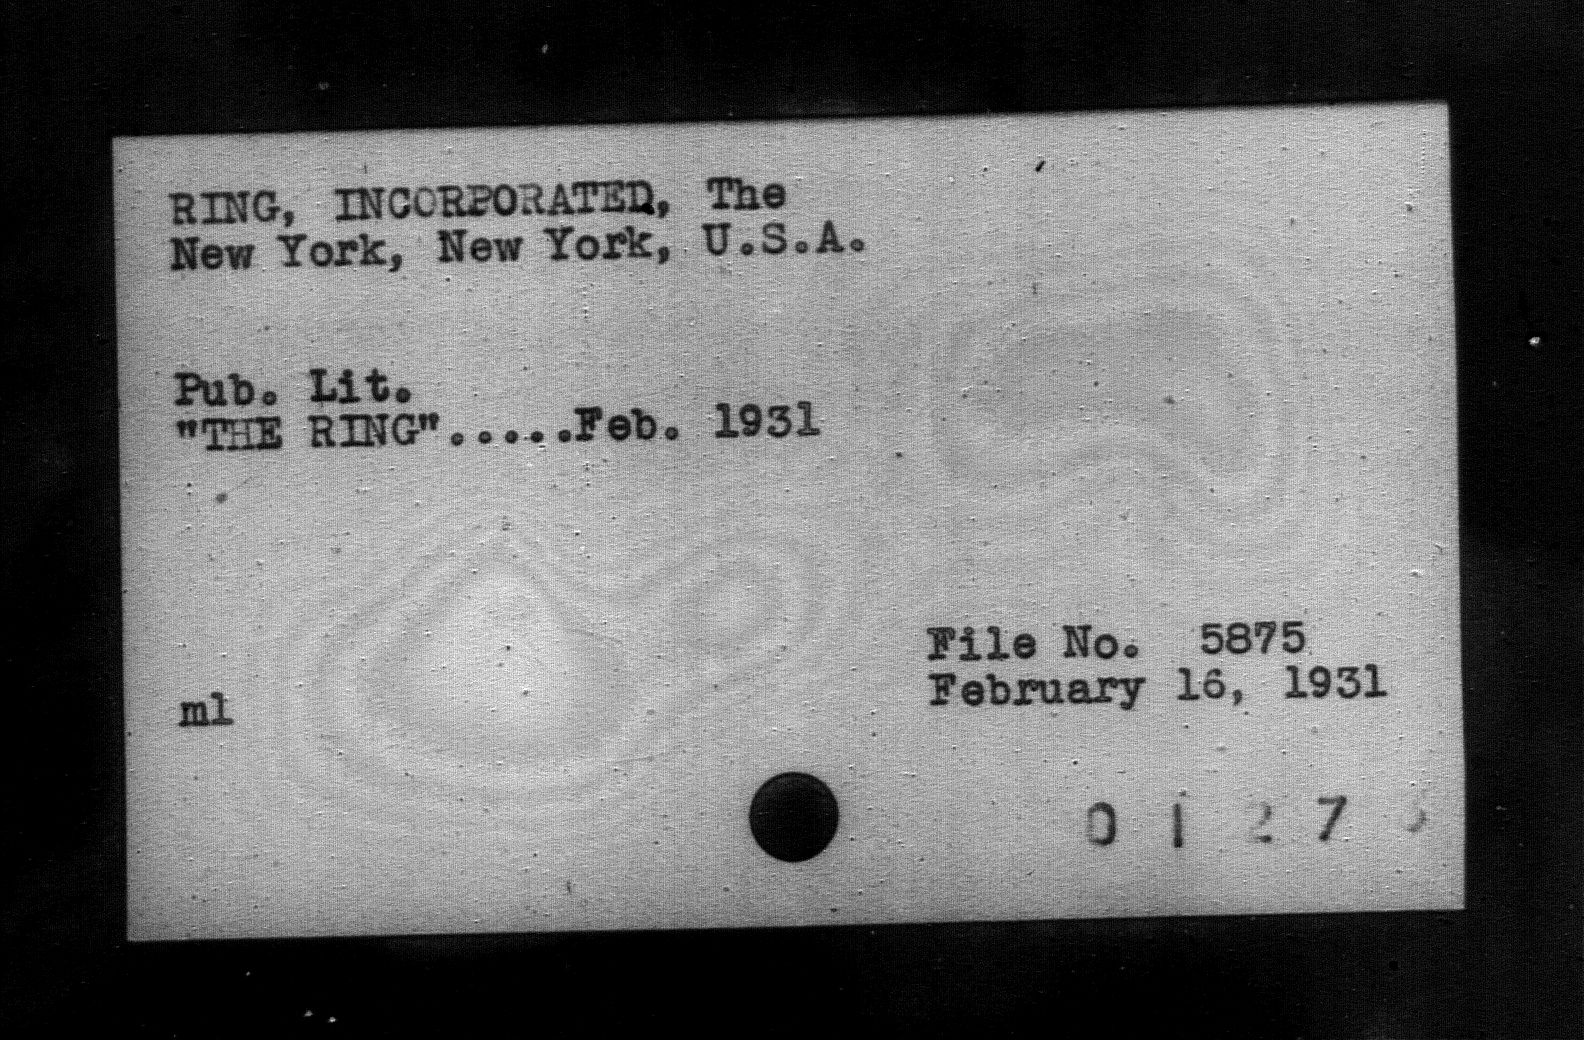 RING, INCORPORATED, The
New York, New York, U.S.A.
Pub. Lit.
"THE RING".....Feb. 1931
File No. 5875
February 16, 1931
ml
0 1 2 7